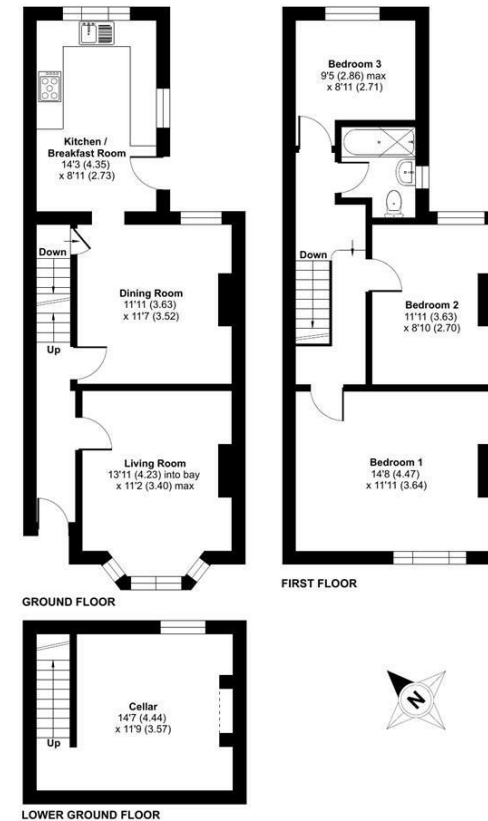 Kitchen /
Breakfast Room
14'3 (4.35)
x 8'11 (2.73)
Down
Up
Dining Room
11'11 (3.63)
x 11'7 (3.52)
Living Room
13'11 (4.23) into bay
x 11'2 (3.40) max
GROUND FLOOR
Bedroom 3
9'5 (2.86) max
x 8'11 (2.71)
Down
Bedroom 2
11'11 (3.63)
x 8'10 (2.70)
Bedroom 1
14'8 (4.47)
x 11'11 (3.64)
FIRST FLOOR
Cellar
14'7 (4.44)
x 11'9 (3.57)
Up
LOWER GROUND FLOOR
N